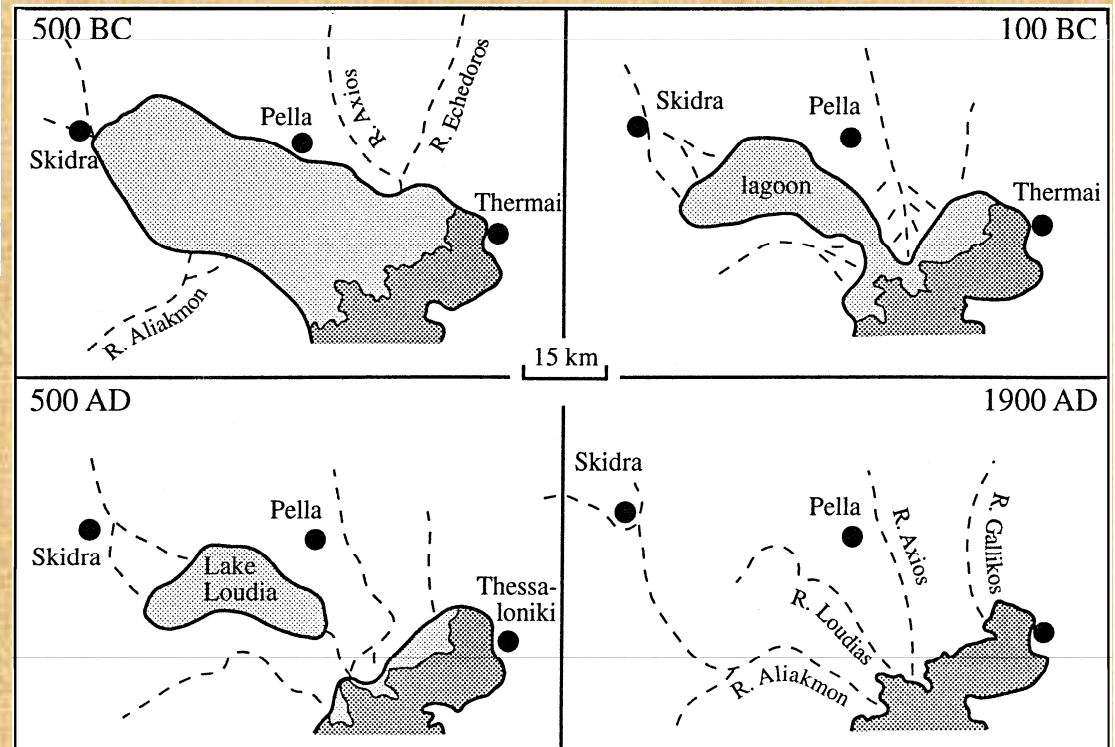 500 BC
Pella
R. Axios
R. Echedoros
Skidra
Thermai
R. Aliakmon
100 BC
Skidra
Pella
lagoon
Thermai
15 km
500 AD
Pella
Skidra
Lake
Loudia
Thessa-
loniki
1900 AD
Skidra
Pella
R. Axios
R. Gallikos
R. Loudias
R. Aliakmon